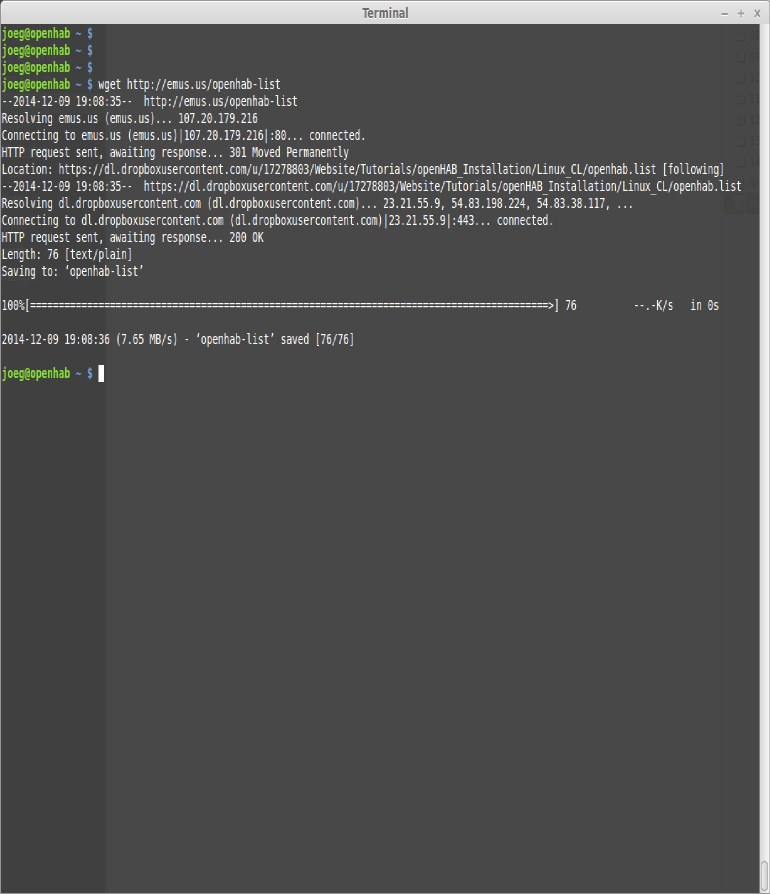 Terminal
joeg@openhab ~ $
joeg@openhab ~ $
joeg@openhab ~ $
joeg@openhab ~ $ wget http://emus.us/openhab-list
--2014-12-09 19:08:35--  http://emus.us/openhab-list
Resolving emus.us (emus.us)... 107.20.179.216
Connecting to emus.us (emus.us)|107.20.179.216|:80... connected.
HTTP request sent, awaiting response... 301 Moved Permanently
Location: https://dl.dropboxusercontent.com/u/17278803/Website/Tutorials/openHAB_Installation/Linux_CL/openhab.list [following]
--2014-12-09 19:08:35--  https://dl.dropboxusercontent.com/u/17278803/Website/Tutorials/openHAB_Installation/Linux_CL/openhab.list
Resolving dl.dropboxusercontent.com (dl.dropboxusercontent.com)... 23.21.55.9, 54.83.198.224, 54.83.38.117, ...
Connecting to dl.dropboxusercontent.com (dl.dropboxusercontent.com)|23.21.55.9|:443... connected.
HTTP request sent, awaiting response... 200 OK
Length: 76 [text/plain]
Saving to: ‘openhab-list’
100%[===========================================================================================>] 76          --.-K/s   in 0s
2014-12-09 19:08:36 (7.65 MB/s) - ‘openhab-list’ saved [76/76]
joeg@openhab ~ $